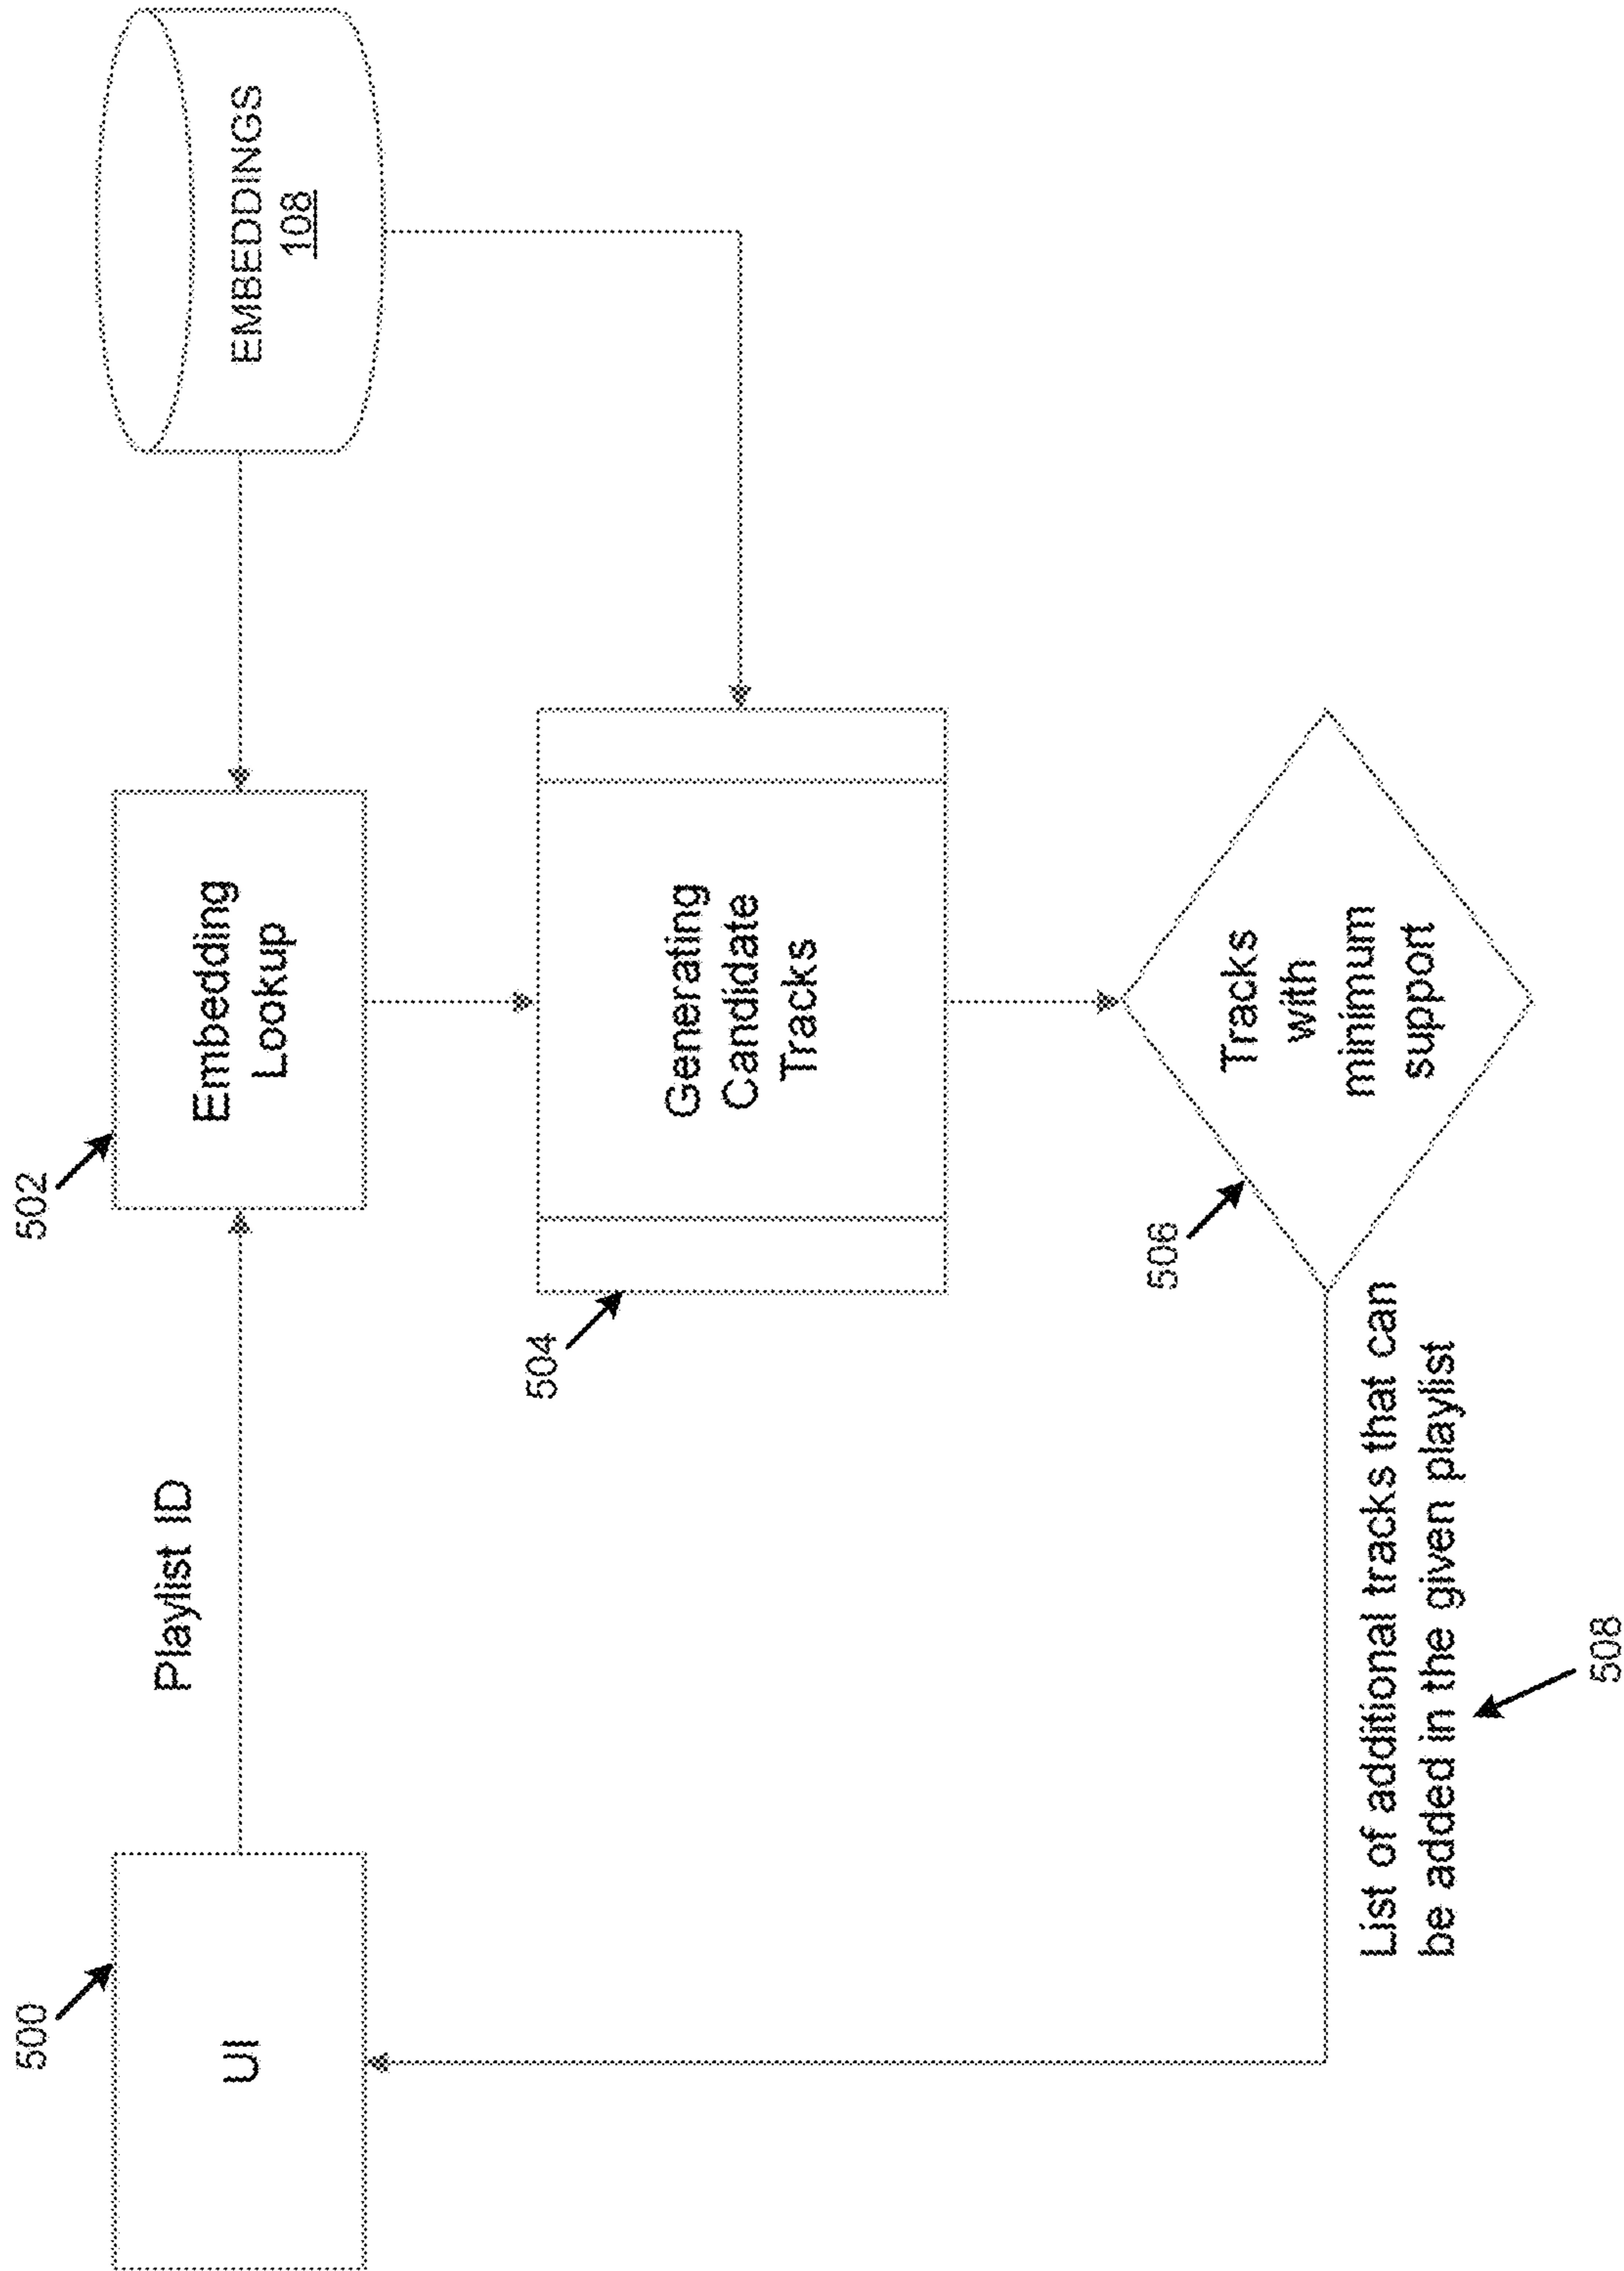 500
UI
Playlist ID
502
Embedding
Lookup
EMBEDDINGS
108
504
Generating
Candidate
Tracks
506
Tracks
with
minimum
support
List of additional tracks that can
be added in the given playlist
508